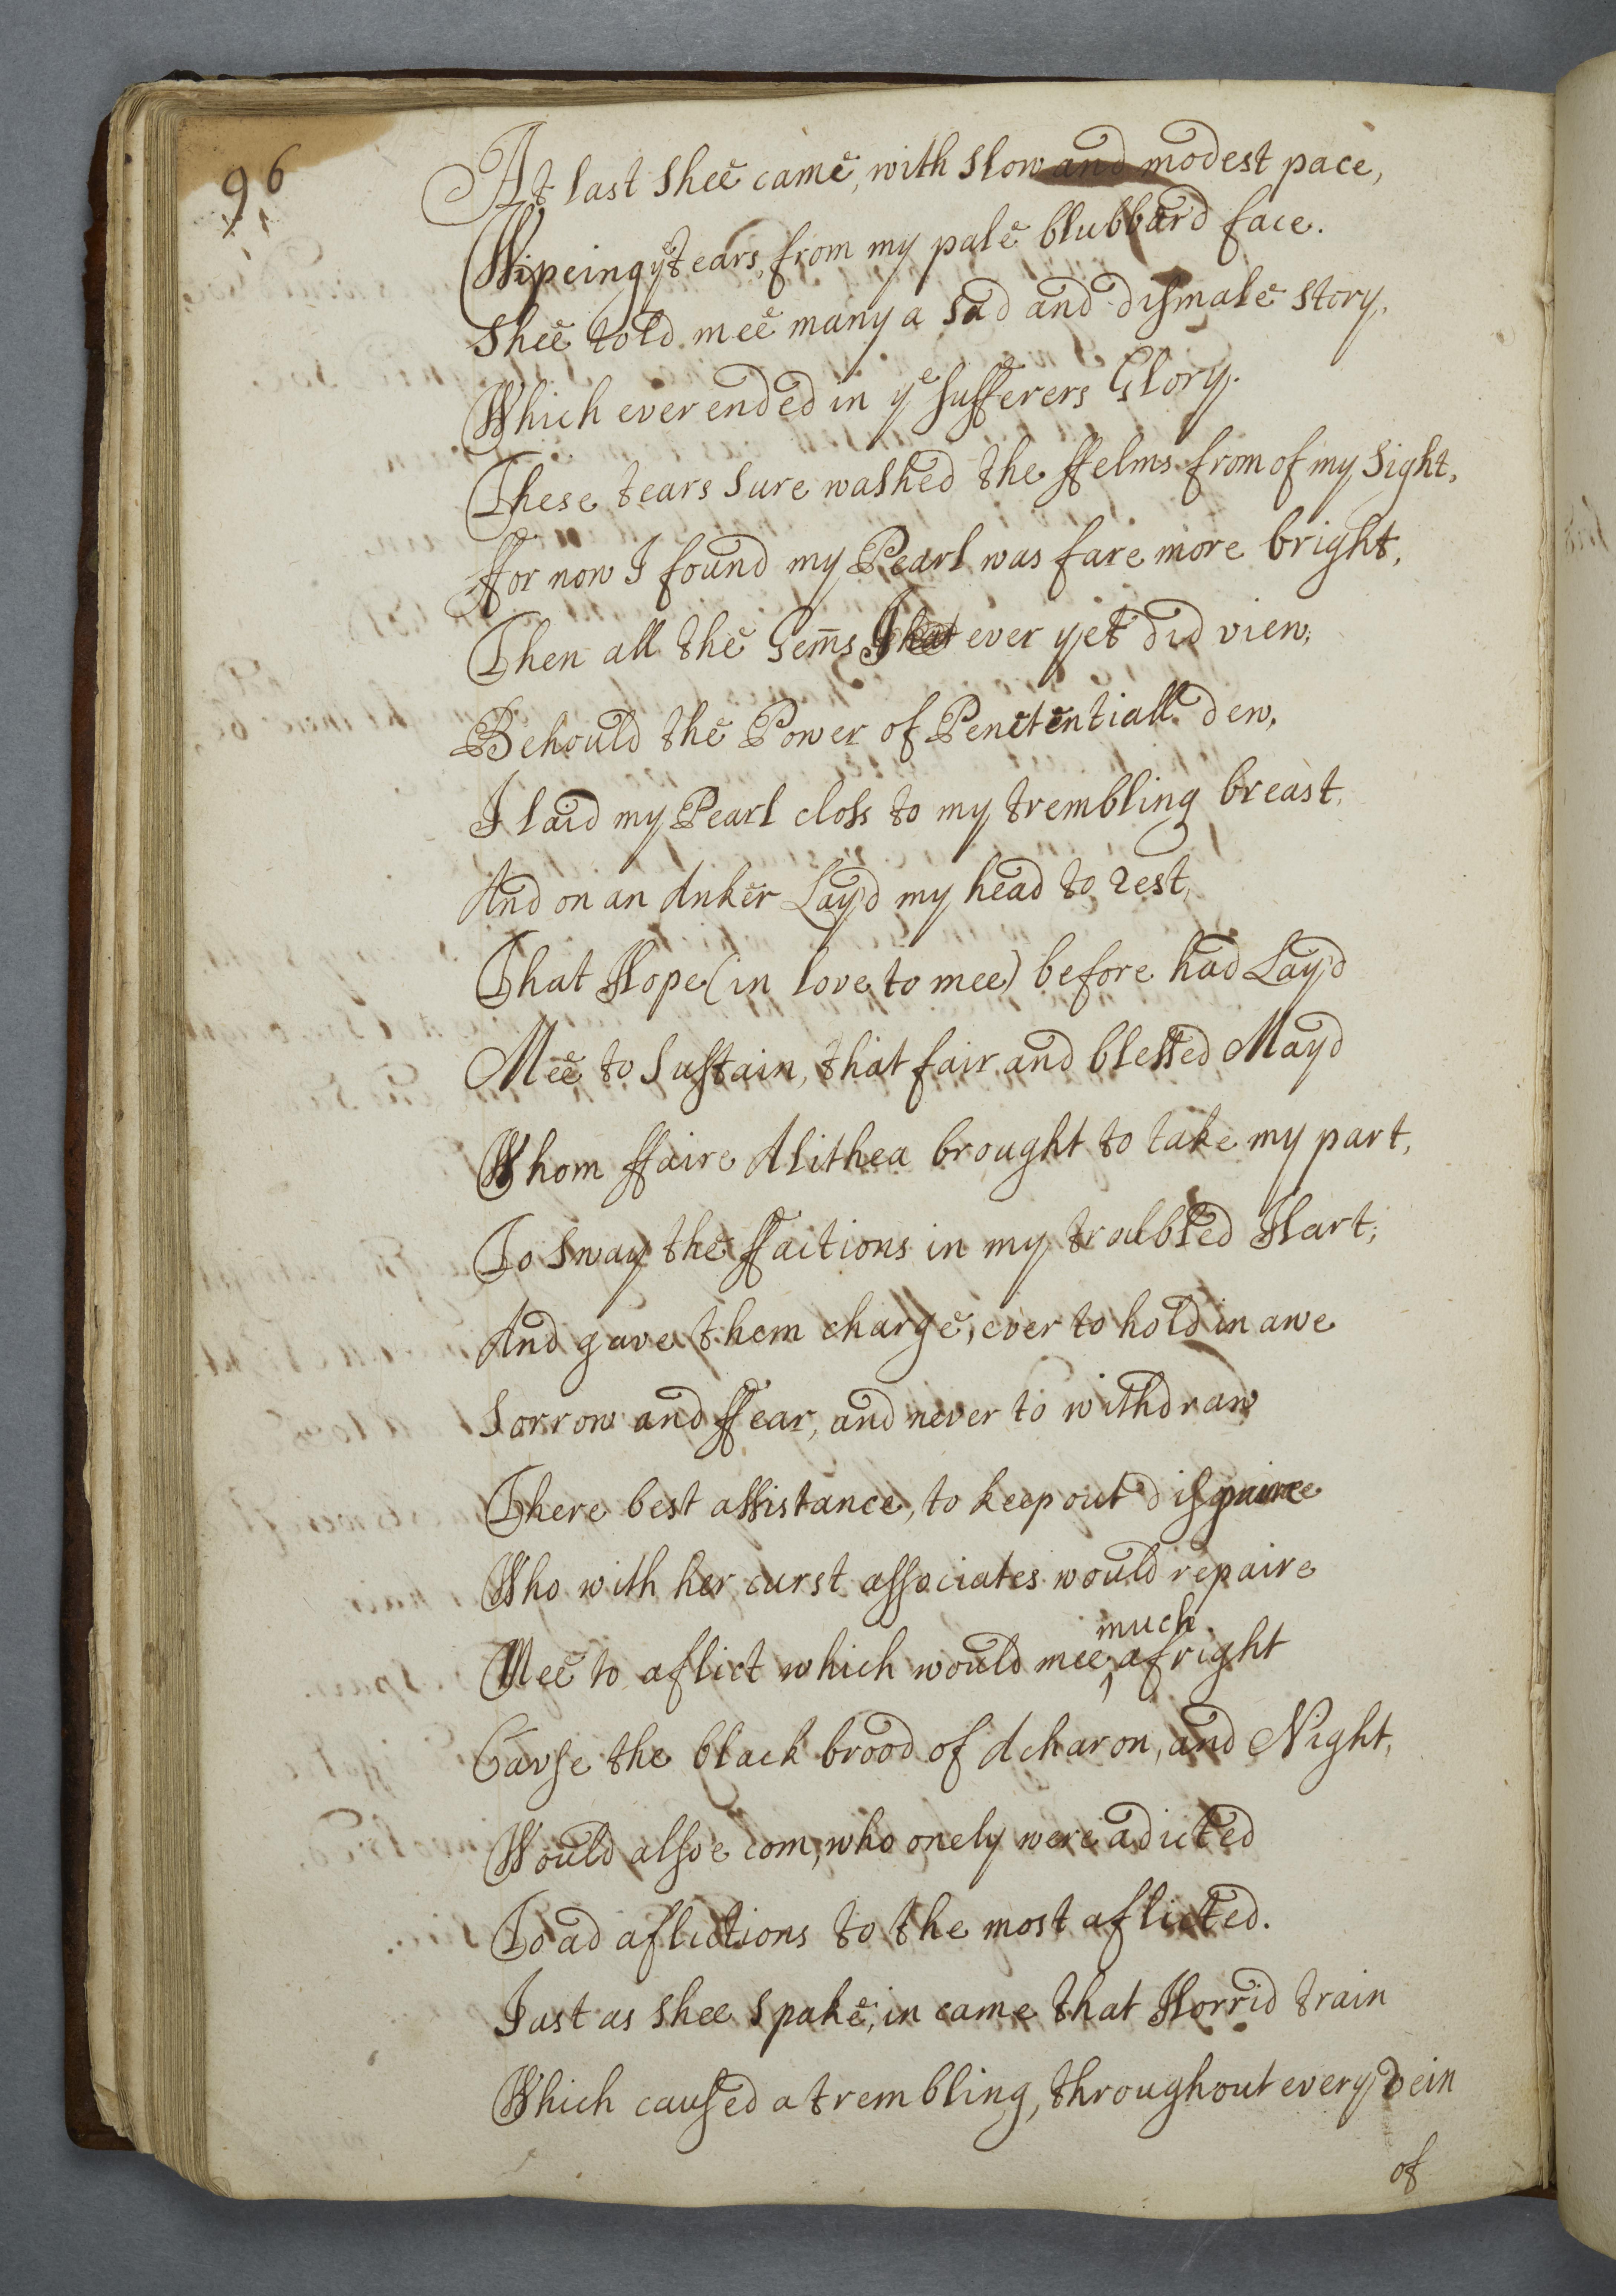 96
At last Shee came, with Slow and modest pace,
Wipeing yͤ tears, from my pale blubbard face.
Shee told mee many a Sad and dismale Story,
Which ever ended in yͤ Sufferers Glory.
These tears Sure washed the ffelms from of my Sight,
ffor now I found my Pearl was fare more bright,
Then all the Gem̄s I ever yet did view,
Behould the Power of Penetentiall dew,
I laid my Pearl closs to my trembling breast,
And on an Anker Lay'd my head to rest,
That Hope (in love to mee) before had Lay'd
Mee to Sustain, that fair and blessed Mayd
Whom ffaire Alithea brought to take my part,
To Sway the ffactions in my troubled Hart;
And gave them charge, ever to hold in awe
Sorrow and ffear, and never to withdraw
There best assistance, to keep out dispaire
Who with her curst associates would repaire
Mee to aflict which would mee much afright
Cause the black brood of Acharon, and Night,
Would alsoe com, who onely were adicted
To ad aflictions to the most aflicted.
Just as Shee Spake, in came that Horrid train
Which caused a trembling, throughout every Vein
of